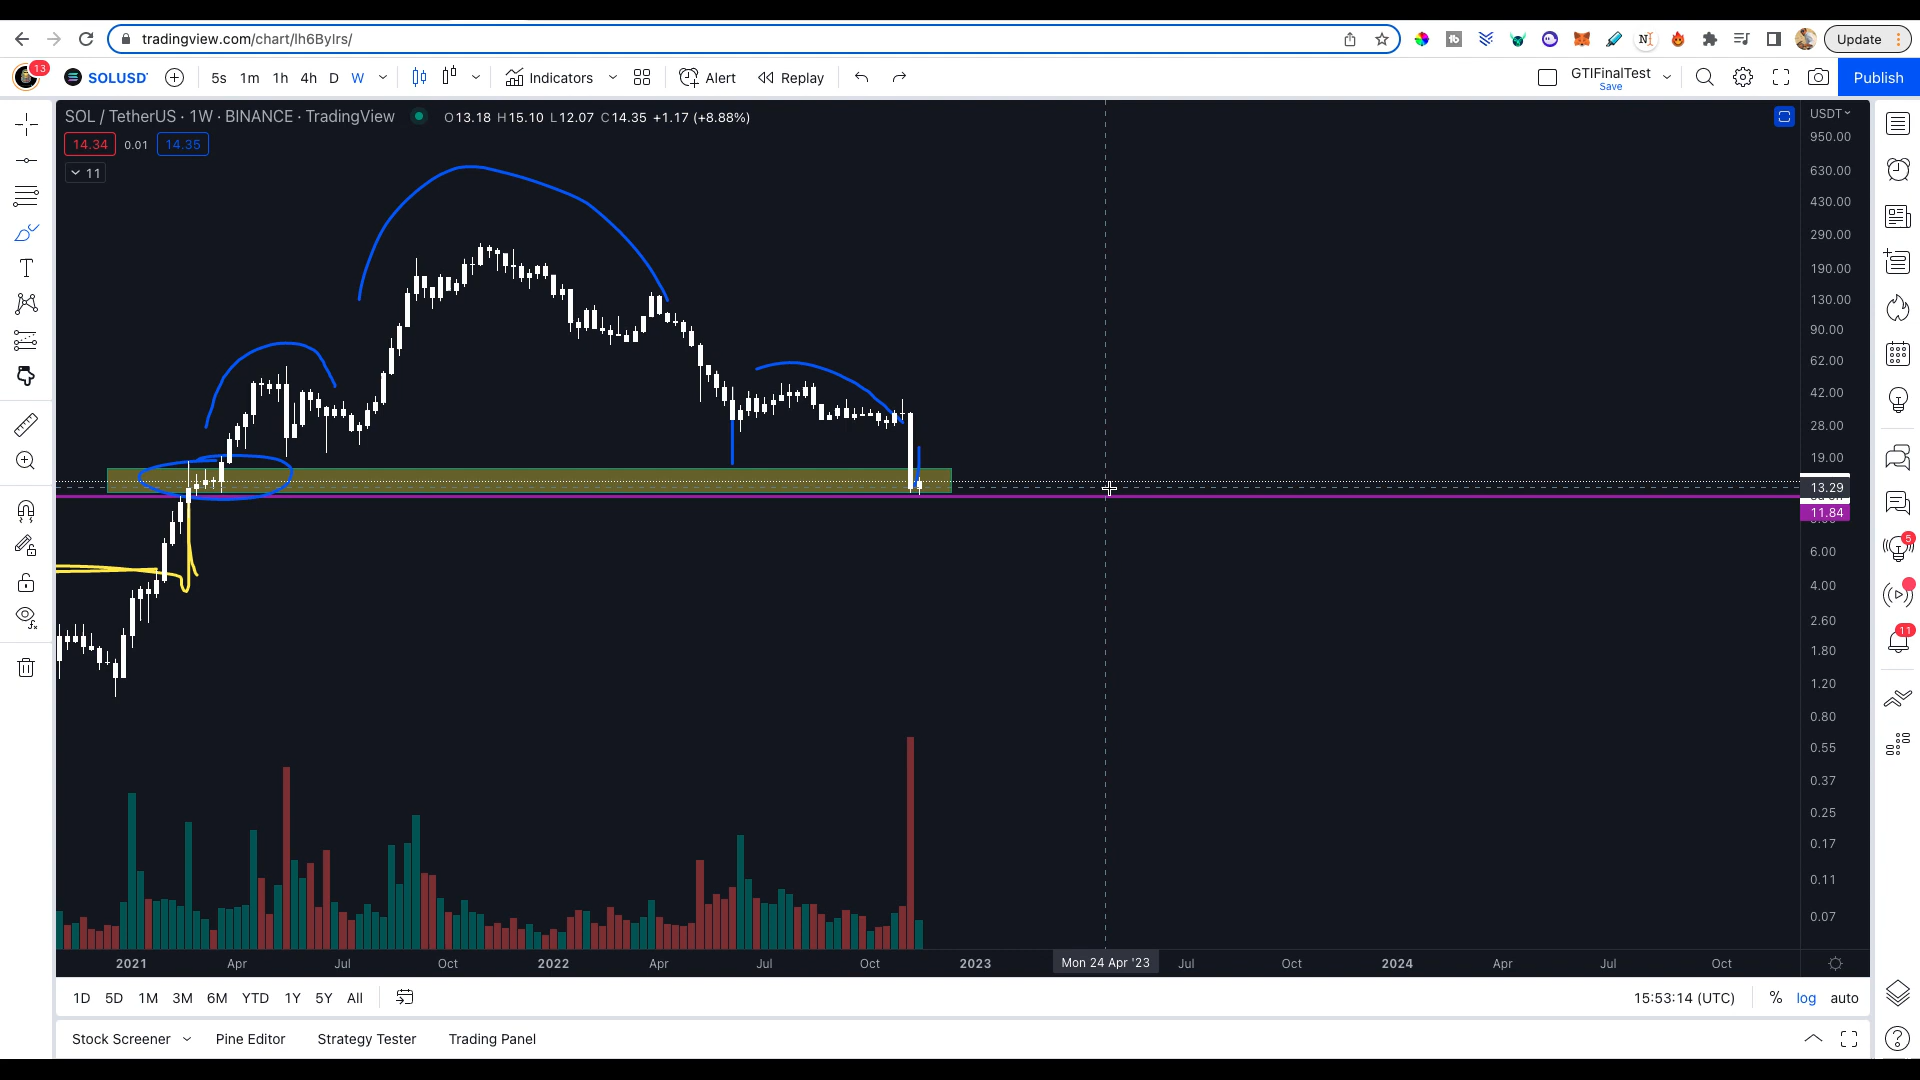 tradingview.com/chart/lh6Bylrs/
Update
13
SOLUSD
5s 1m 1h 4h D W
Indicators
Alert
Replay
GTIFinalTest
Save
Publish
SOL / TetherUS · 1W · BINANCE · TradingView
O13.18 H15.10 L12.07 C14.35 +1.17 (+8.88%)
14.34 0.01 14.35
11
USDT
950.00
630.00
430.00
290.00
190.00
130.00
90.00
62.00
42.00
28.00
19.00
13.29
11.84
6.00
4.00
2.60
1.80
1.20
0.80
0.55
0.37
0.25
0.17
0.11
0.07
5
11
2021 Apr Jul Oct 2022 Apr Jul Oct 2023 Mon 24 Apr '23 Jul Oct 2024 Apr Jul Oct
1D 5D 1M 3M 6M YTD 1Y 5Y All
15:53:14 (UTC) % log auto
Stock Screener Pine Editor Strategy Tester Trading Panel